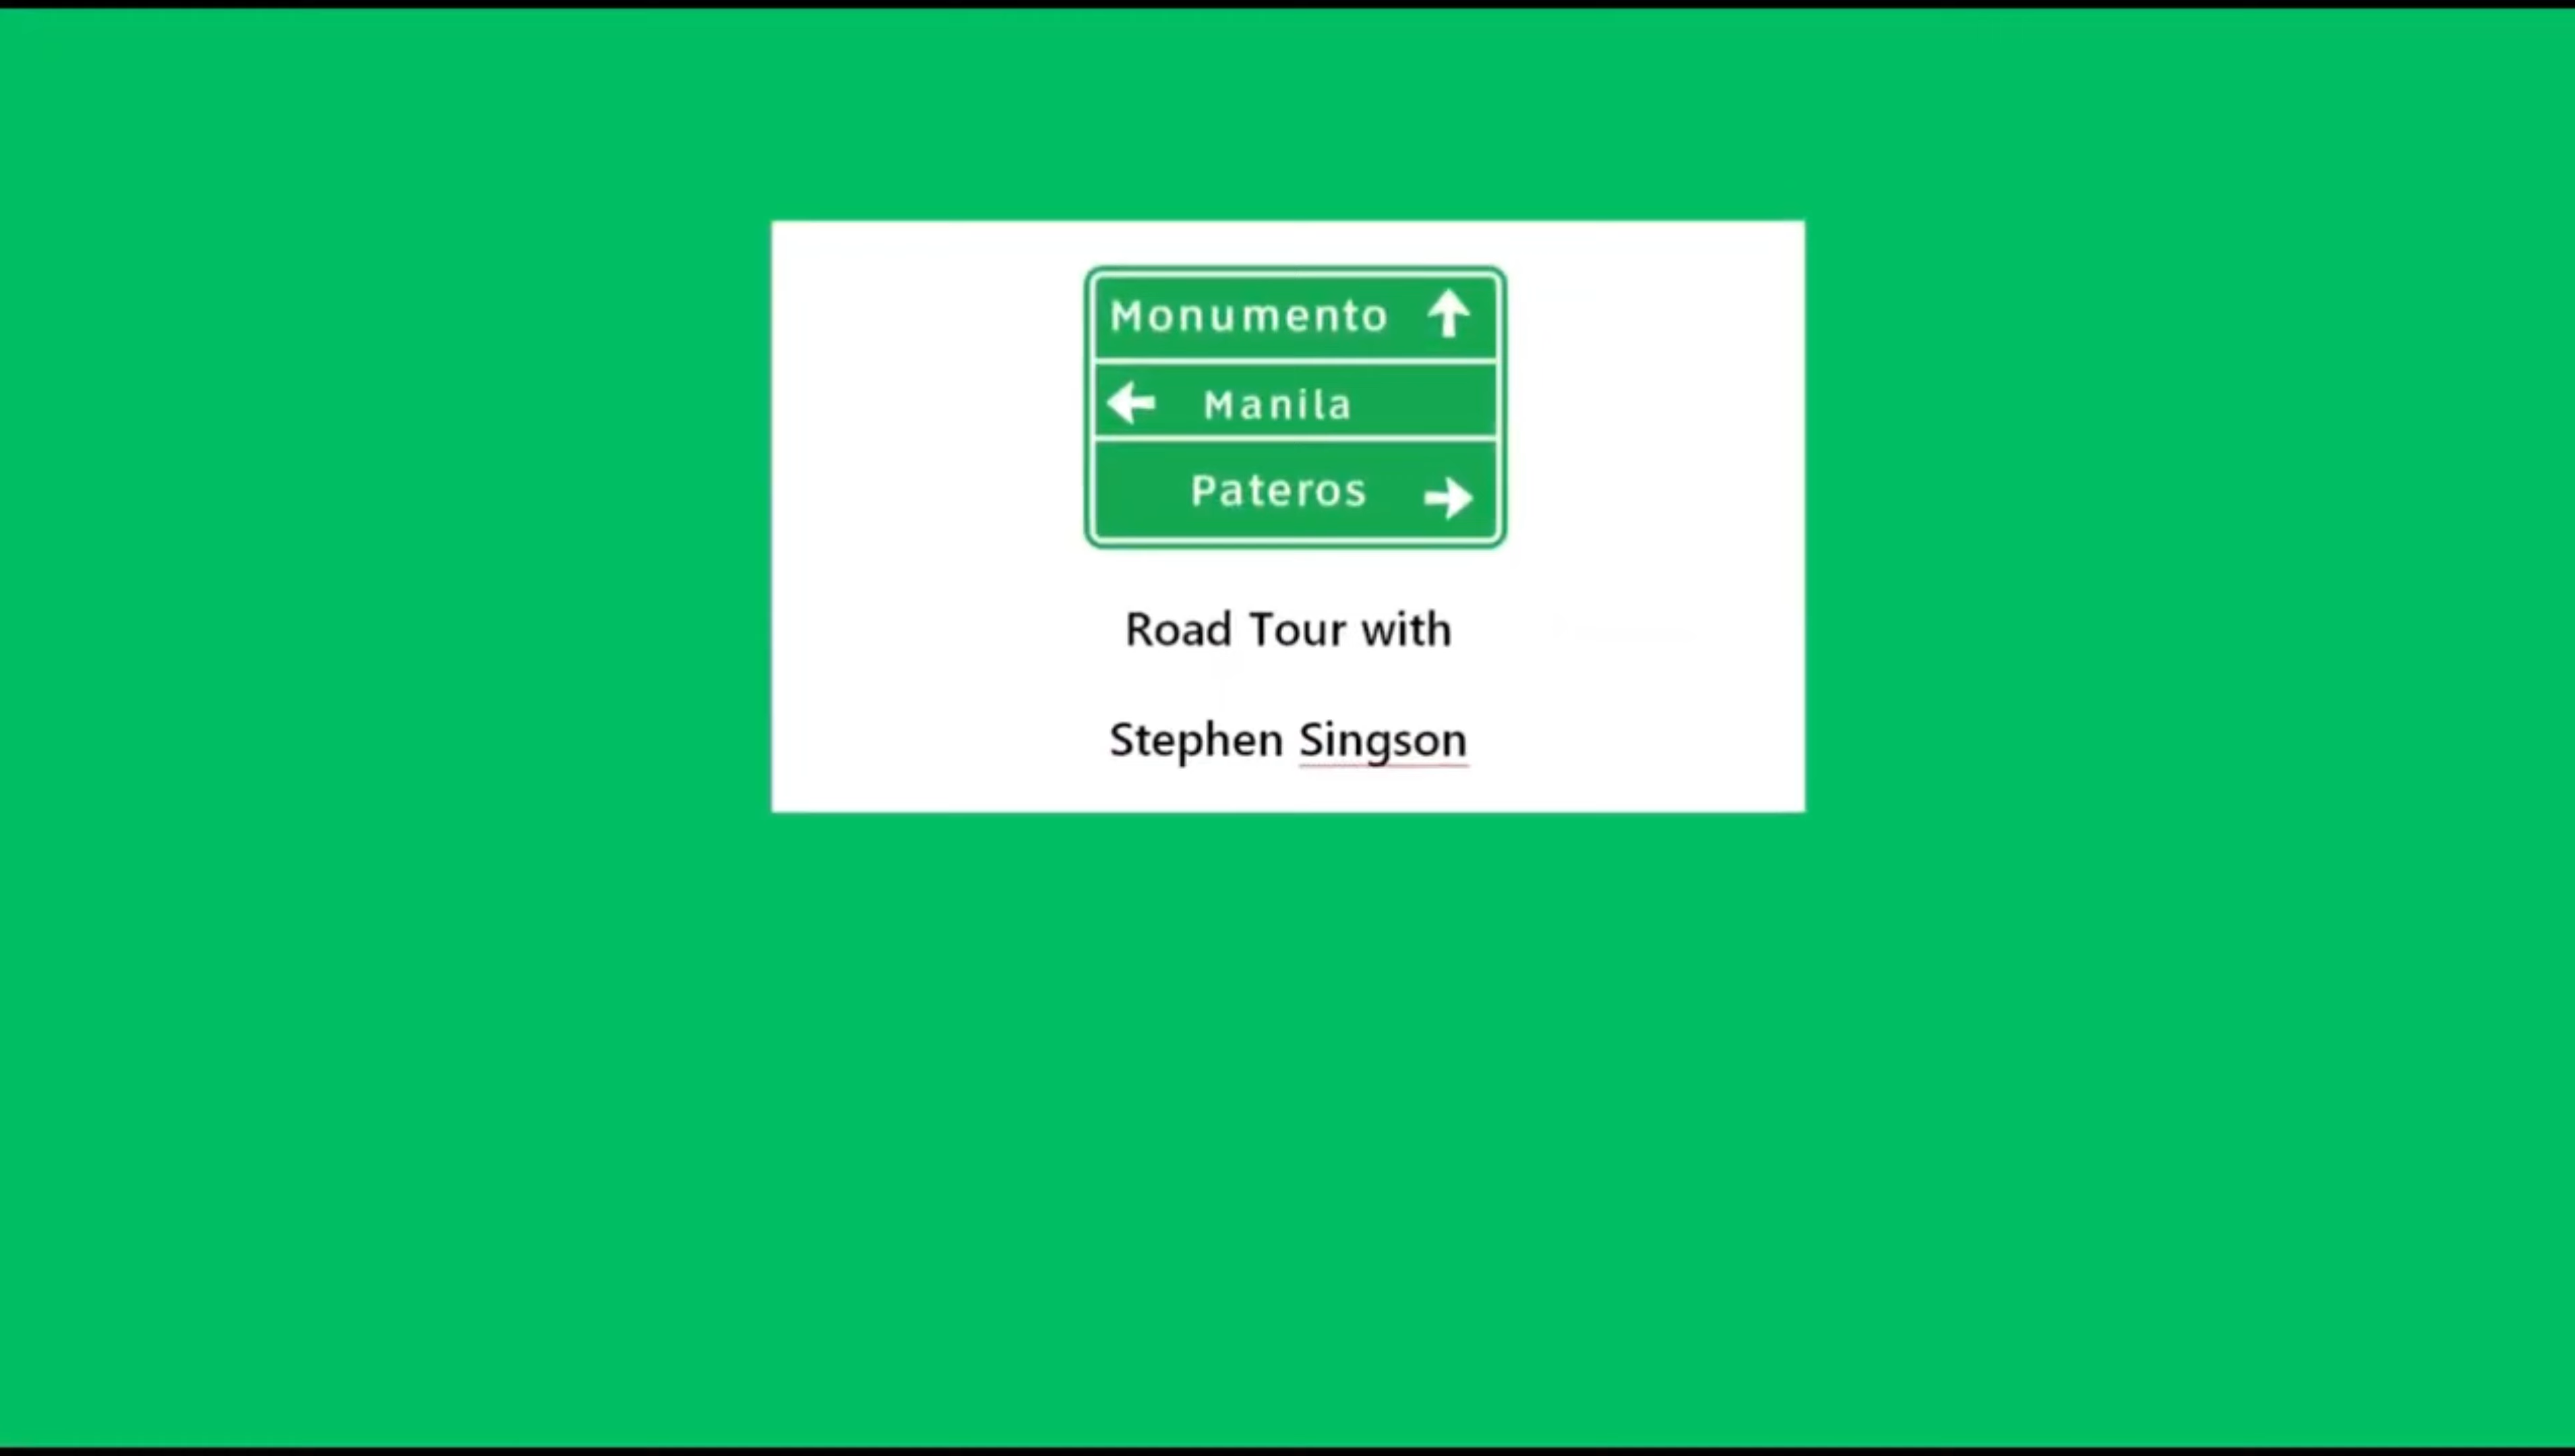 Monumento
Manila
Pateros
Road Tour with
Stephen Singson